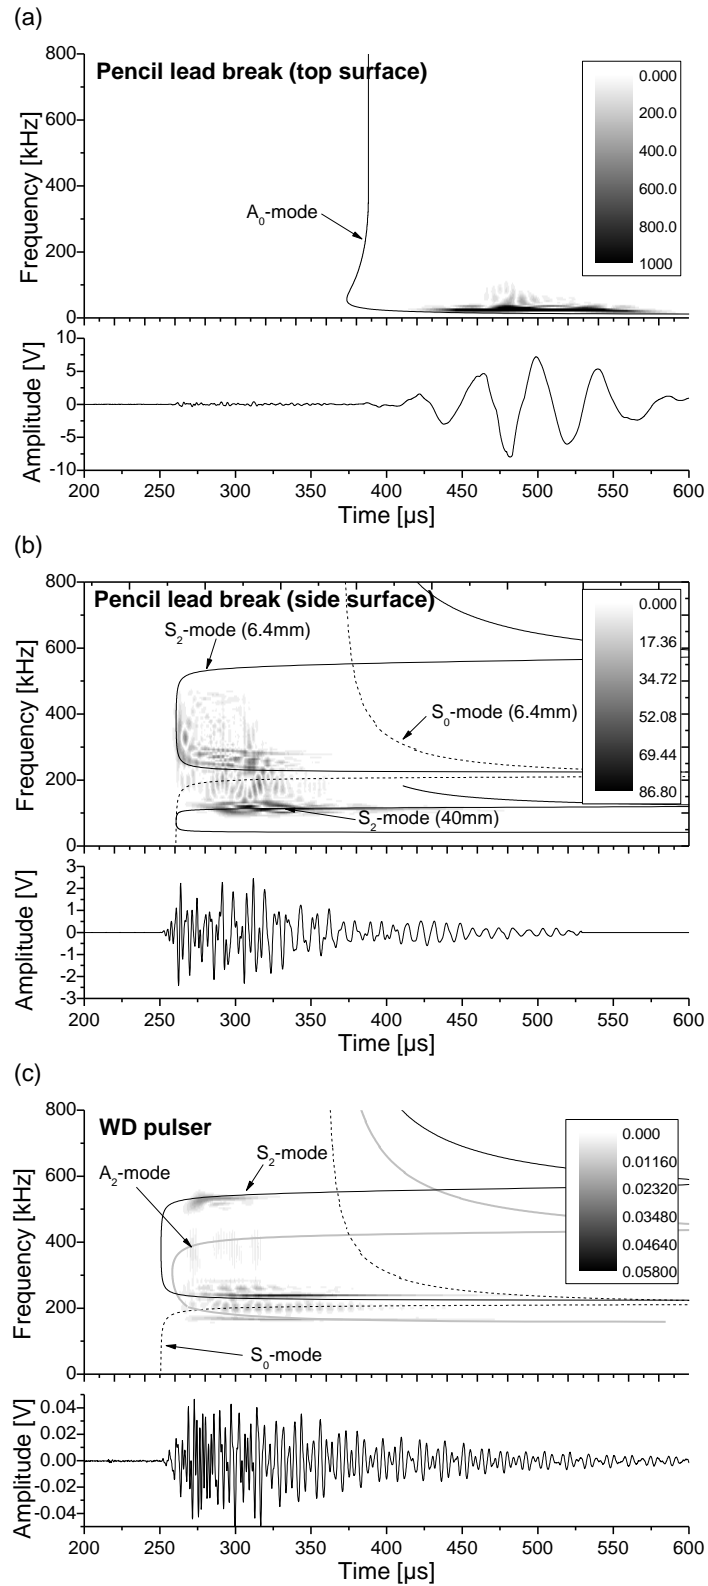 (a)
Pencil lead break (top surface)
Frequency [kHz]
800
600
400
200
0
A0-mode
0.000
200.0
400.0
600.0
800.0
1000
Amplitude [V]
10
5
0
-5
-10
200 250 300 350 400 450 500 550 600
Time [µs]
(b)
Pencil lead break (side surface)
Frequency [kHz]
800
600
400
200
0
S2-mode (6.4mm)
S0-mode (6.4mm)
S2-mode (40mm)
0.000
17.36
34.72
52.08
69.44
86.80
Amplitude [V]
3
2
1
0
-1
-2
-3
200 250 300 350 400 450 500 550 600
Time [µs]
(c)
WD pulser
Frequency [kHz]
800
600
400
200
0
S2-mode
A2-mode
S0-mode
0.000
0.01160
0.02320
0.03480
0.04640
0.05800
Amplitude [V]
0.04
0.02
0.00
-0.02
-0.04
200 250 300 350 400 450 500 550 600
Time [µs]